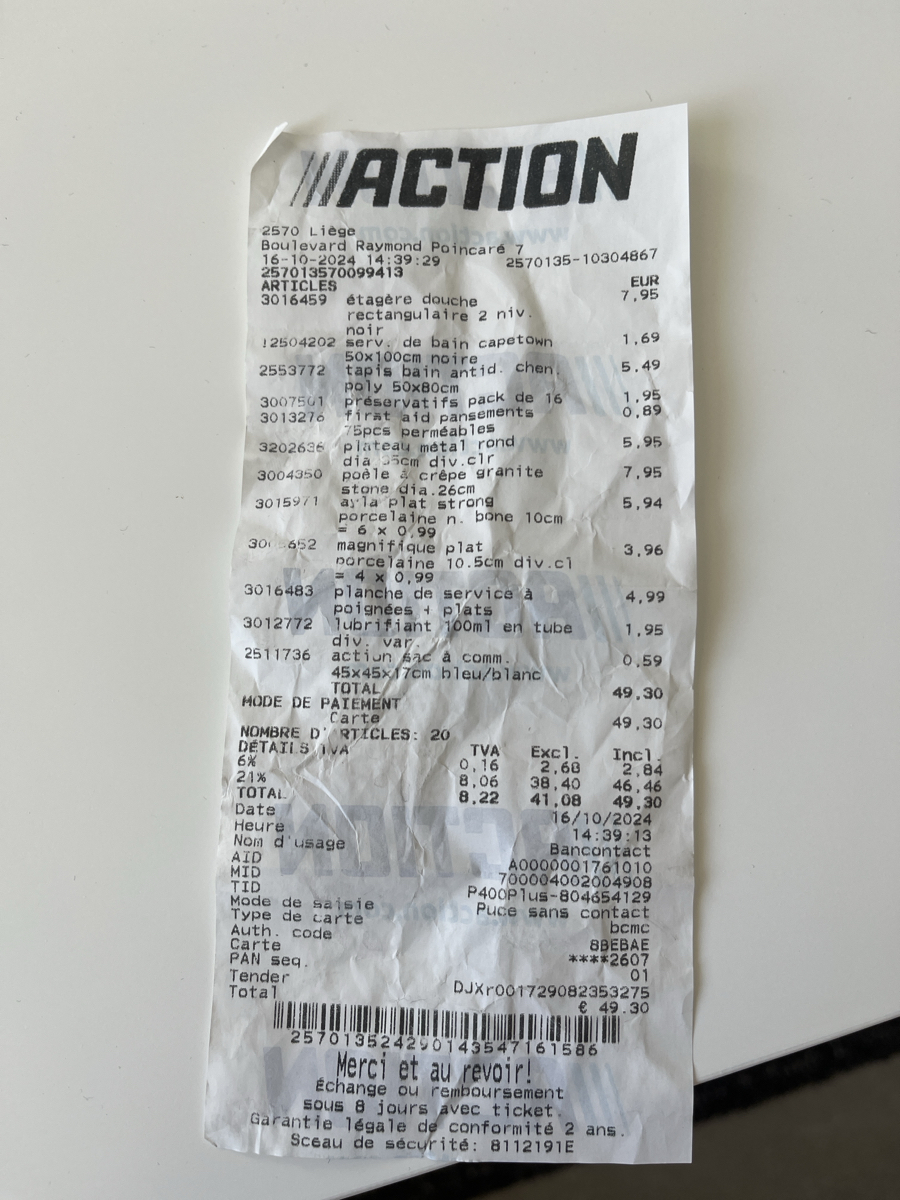 ACTION
2570 Liège
Boulevard Raymond Poincaré 7
16-10-2024 14:39:29 2570135-10304867
257013570099413
ARTICLES EUR
3016459 étagère douche 7,95
rectangulaire 2 niv.
noir
serv. de bain capetown 1,69
50x100cm noire
2553772 tapis bain antid. chen. 5.49
poly 50x80cm
3007501 préservatifs pack de 16 1,95
3013276 first aid pansements 0,89
75pcs perméables
3202636 plateau métal rond 5,95
dia 35cm div.clr
3004350 poêle à crêpe granite 7,95
stone dia.26cm
3015971 ayla plat strong 5,94
porcelaine n. bone 10cm
= 6 x 0,99
magnifique plat 3,96
porcelaine 10.5cm div.cl
= 4 x 0,99
3016483 planche de service à 4,99
poignées + plats
3012772 lubrifiant 100ml en tube 1,95
div. var.
2511736 action sac à comm. 0,59
45x45x17cm bleu/blanc
TOTAL 49.30
MODE DE PAIEMENT
Carte 49,30
NOMBRE D'ARTICLES: 20
DÉTAILS TVA TVA Excl. Incl.
6% 0,16 2,68 2,84
21% 8,06 38,40 46,46
TOTAL 8.22 41,08 49.30
Date 16/10/2024
Heure 14:39:13
Nom d'usage Bancontact
AID A0000001761010
MID 700004002004908
TID P400Plus-804654129
Mode de saisie Puce sans contact
Type de carte bcmc
Auth. code 8BEBAE
Carte ****2607
PAN seq. 01
Tender DJXr001729082353275
Total € 49.30
2570135242901435471615​86
Merci et au revoir!
Échange ou remboursement
sous 8 jours avec ticket.
Garantie légale de conformité 2 ans.
Sceau de sécurité: 8112191E